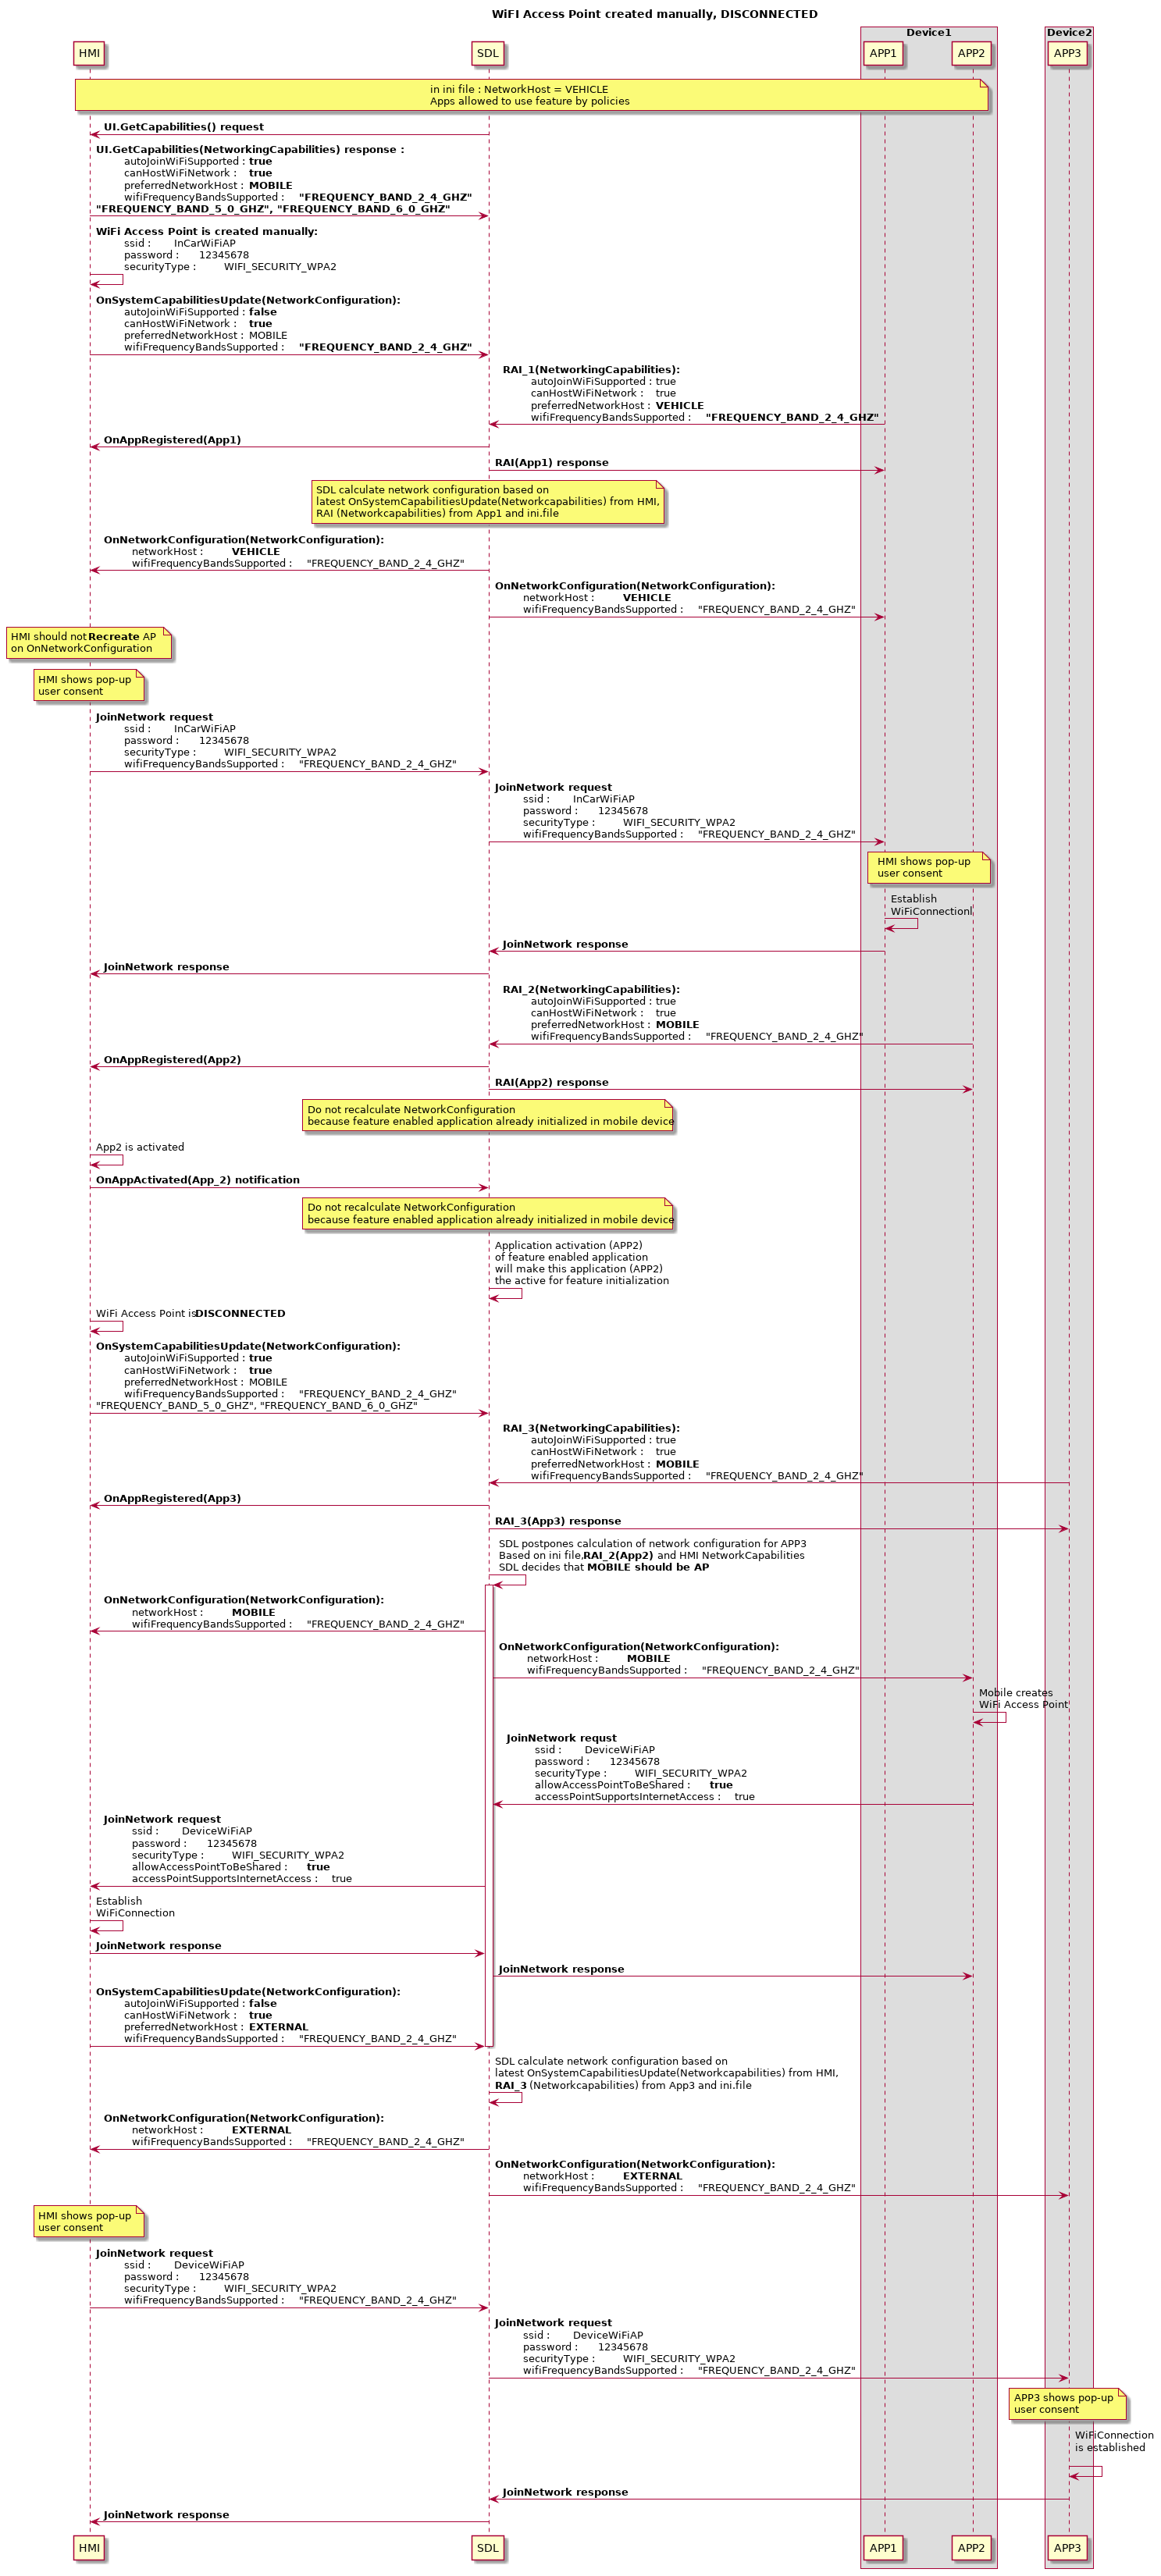 WiFI Access Point created manually, DISCONNECTED
Device1
Device2
HMI
SDL
APP1
APP2
APP3
in ini file : NetworkHost = VEHICLE
Apps allowed to use feature by policies
UI.GetCapabilities() request
UI.GetCapabilities(NetworkingCapabilities) response :
autoJoinWiFiSupported : true
canHostWiFiNetwork : true
preferredNetworkHost : MOBILE
wifiFrequencyBandsSupported : "FREQUENCY_BAND_2_4_GHZ"
"FREQUENCY_BAND_5_0_GHZ", "FREQUENCY_BAND_6_0_GHZ"
WiFi Access Point is created manually:
ssid : InCarWiFiAP
password : 12345678
securityType : WIFI_SECURITY_WPA2
OnSystemCapabilitiesUpdate(NetworkConfiguration):
autoJoinWiFiSupported : false
canHostWiFiNetwork : true
preferredNetworkHost : MOBILE
wifiFrequencyBandsSupported : "FREQUENCY_BAND_2_4_GHZ"
RAI_1(NetworkingCapabilities):
autoJoinWiFiSupported : true
canHostWiFiNetwork : true
preferredNetworkHost : VEHICLE
wifiFrequencyBandsSupported : "FREQUENCY_BAND_2_4_GHZ"
OnAppRegistered(App1)
RAI(App1) response
SDL calculate network configuration based on
latest OnSystemCapabilitiesUpdate(Networkcapabilities) from HMI,
RAI (Networkcapabilities) from App1 and ini.file
OnNetworkConfiguration(NetworkConfiguration):
networkHost : VEHICLE
wifiFrequencyBandsSupported : "FREQUENCY_BAND_2_4_GHZ"
OnNetworkConfiguration(NetworkConfiguration):
networkHost : VEHICLE
wifiFrequencyBandsSupported : "FREQUENCY_BAND_2_4_GHZ"
HMI should not Recreate AP
on OnNetworkConfiguration
HMI shows pop-up
user consent
JoinNetwork request
ssid : InCarWiFiAP
password : 12345678
securityType : WIFI_SECURITY_WPA2
wifiFrequencyBandsSupported : "FREQUENCY_BAND_2_4_GHZ"
JoinNetwork request
ssid : InCarWiFiAP
password : 12345678
securityType : WIFI_SECURITY_WPA2
wifiFrequencyBandsSupported : "FREQUENCY_BAND_2_4_GHZ"
HMI shows pop-up
user consent
Establish
WiFiConnectionl
JoinNetwork response
JoinNetwork response
RAI_2(NetworkingCapabilities):
autoJoinWiFiSupported : true
canHostWiFiNetwork : true
preferredNetworkHost : MOBILE
wifiFrequencyBandsSupported : "FREQUENCY_BAND_2_4_GHZ"
OnAppRegistered(App2)
RAI(App2) response
Do not recalculate NetworkConfiguration
because feature enabled application already initialized in mobile device
App2 is activated
OnAppActivated(App_2) notification
Do not recalculate NetworkConfiguration
because feature enabled application already initialized in mobile device
Application activation (APP2)
of feature enabled application
will make this application (APP2)
the active for feature initialization
WiFi Access Point is DISCONNECTED
OnSystemCapabilitiesUpdate(NetworkConfiguration):
autoJoinWiFiSupported : true
canHostWiFiNetwork : true
preferredNetworkHost : MOBILE
wifiFrequencyBandsSupported : "FREQUENCY_BAND_2_4_GHZ"
"FREQUENCY_BAND_5_0_GHZ", "FREQUENCY_BAND_6_0_GHZ"
RAI_3(NetworkingCapabilities):
autoJoinWiFiSupported : true
canHostWiFiNetwork : true
preferredNetworkHost : MOBILE
wifiFrequencyBandsSupported : "FREQUENCY_BAND_2_4_GHZ"
OnAppRegistered(App3)
RAI_3(App3) response
SDL postpones calculation of network configuration for APP3
Based on ini file,RAI_2(App2) and HMI NetworkCapabilities
SDL decides that MOBILE should be AP
OnNetworkConfiguration(NetworkConfiguration):
networkHost : MOBILE
wifiFrequencyBandsSupported : "FREQUENCY_BAND_2_4_GHZ"
OnNetworkConfiguration(NetworkConfiguration):
networkHost : MOBILE
wifiFrequencyBandsSupported : "FREQUENCY_BAND_2_4_GHZ"
Mobile creates
WiFi Access Point
JoinNetwork requst
ssid : DeviceWiFiAP
password : 12345678
securityType : WIFI_SECURITY_WPA2
allowAccessPointToBeShared : true
accessPointSupportsInternetAccess : true
JoinNetwork request
ssid : DeviceWiFiAP
password : 12345678
securityType : WIFI_SECURITY_WPA2
allowAccessPointToBeShared : true
accessPointSupportsInternetAccess : true
Establish
WiFiConnection
JoinNetwork response
JoinNetwork response
OnSystemCapabilitiesUpdate(NetworkConfiguration):
autoJoinWiFiSupported : false
canHostWiFiNetwork : true
preferredNetworkHost : EXTERNAL
wifiFrequencyBandsSupported : "FREQUENCY_BAND_2_4_GHZ"
SDL calculate network configuration based on
latest OnSystemCapabilitiesUpdate(Networkcapabilities) from HMI,
RAI_3 (Networkcapabilities) from App3 and ini.file
OnNetworkConfiguration(NetworkConfiguration):
networkHost : EXTERNAL
wifiFrequencyBandsSupported : "FREQUENCY_BAND_2_4_GHZ"
OnNetworkConfiguration(NetworkConfiguration):
networkHost : EXTERNAL
wifiFrequencyBandsSupported : "FREQUENCY_BAND_2_4_GHZ"
HMI shows pop-up
user consent
JoinNetwork request
ssid : DeviceWiFiAP
password : 12345678
securityType : WIFI_SECURITY_WPA2
wifiFrequencyBandsSupported : "FREQUENCY_BAND_2_4_GHZ"
JoinNetwork request
ssid : DeviceWiFiAP
password : 12345678
securityType : WIFI_SECURITY_WPA2
wifiFrequencyBandsSupported : "FREQUENCY_BAND_2_4_GHZ"
APP3 shows pop-up
user consent
WiFiConnection
is established
JoinNetwork response
JoinNetwork response
HMI
SDL
APP1
APP2
APP3